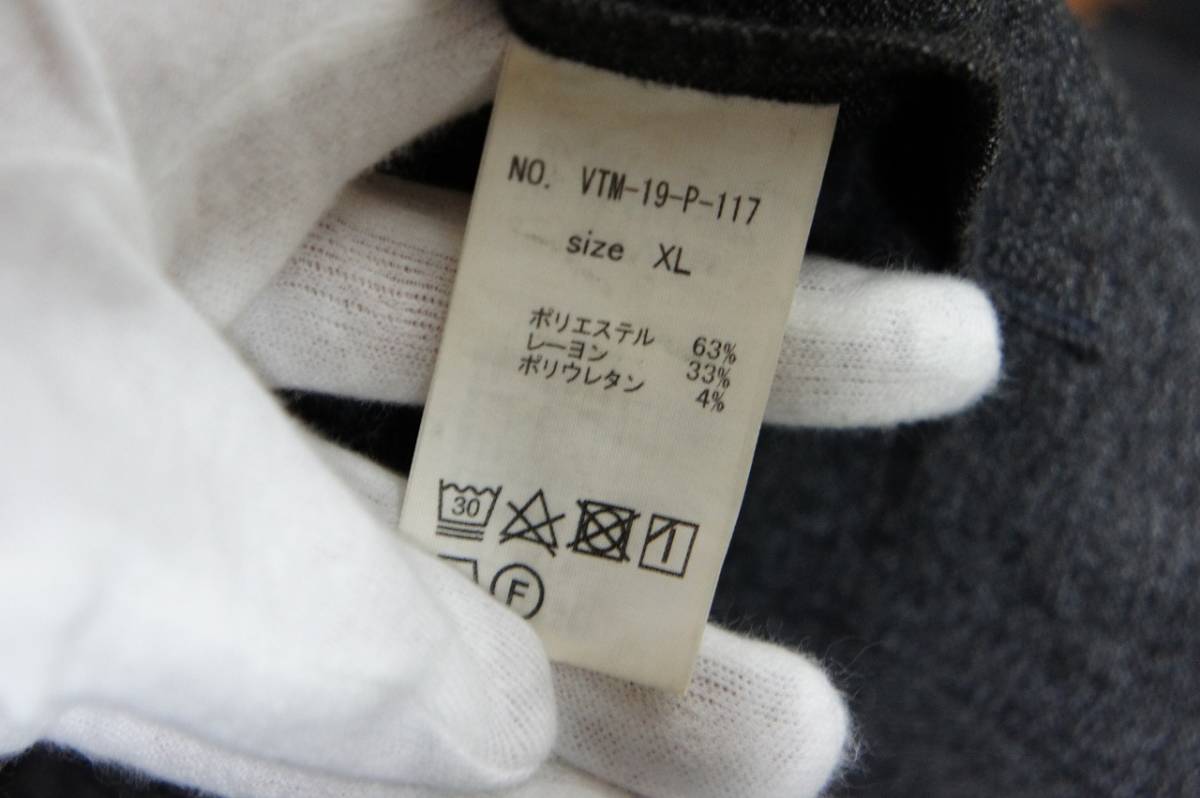 NO. VTM-19-P-117
size XL
ポリエステル 63%
レーヨン 33%
ポリウレタン 4%
30
F